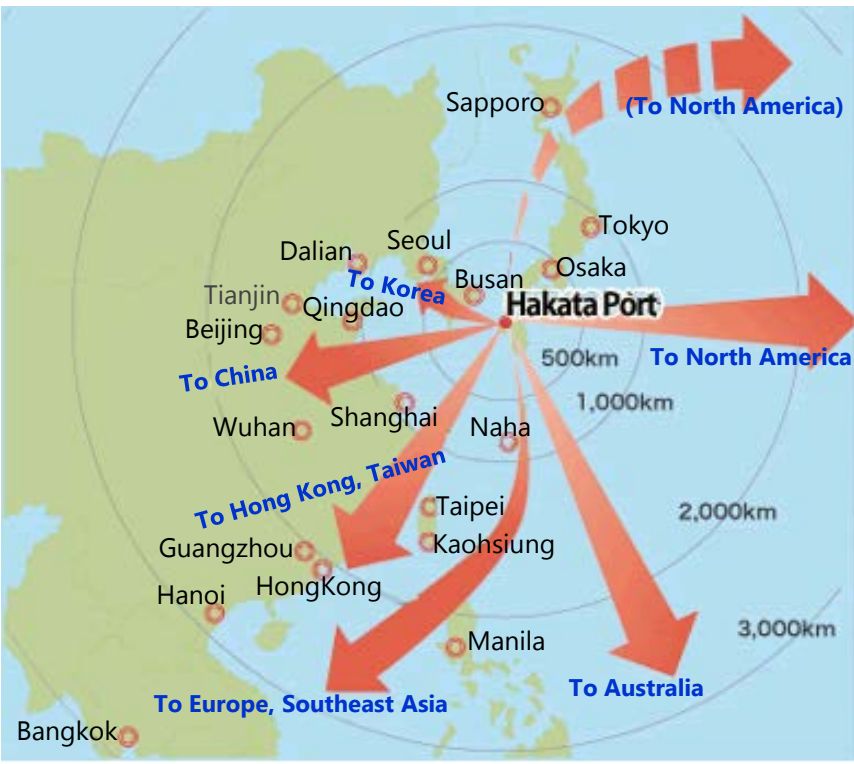 Sapporo
(To North America)
Tokyo
Seoul
Dalian
Osaka
Busan
To Korea
Tianjin
Qingdao
Hakata Port
Beijing
500km
To North America
To China
1,000km
Shanghai
Wuhan
Naha
To Hong Kong, Taiwan
Taipei
2,000km
Kaohsiung
Guangzhou
HongKong
Hanoi
3,000km
Manila
To Australia
To Europe, Southeast Asia
Bangkok